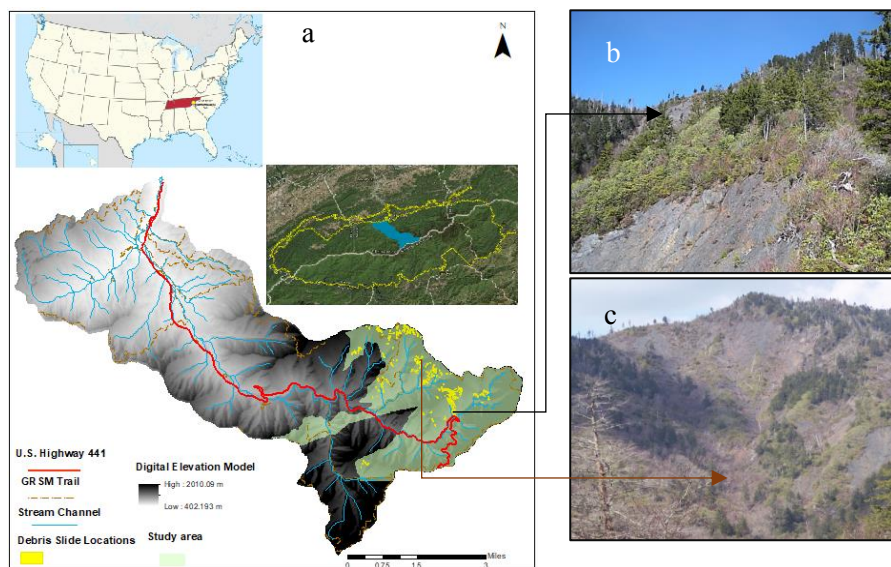 a
N
b
c
U.S. Highway 441
GRSM Trail
Stream Channel
Debris Slide Locations
Digital Elevation Model
High : 2010.09 m
Low : 402.193 m
Study area
Miles
0 0.75 1.5 3